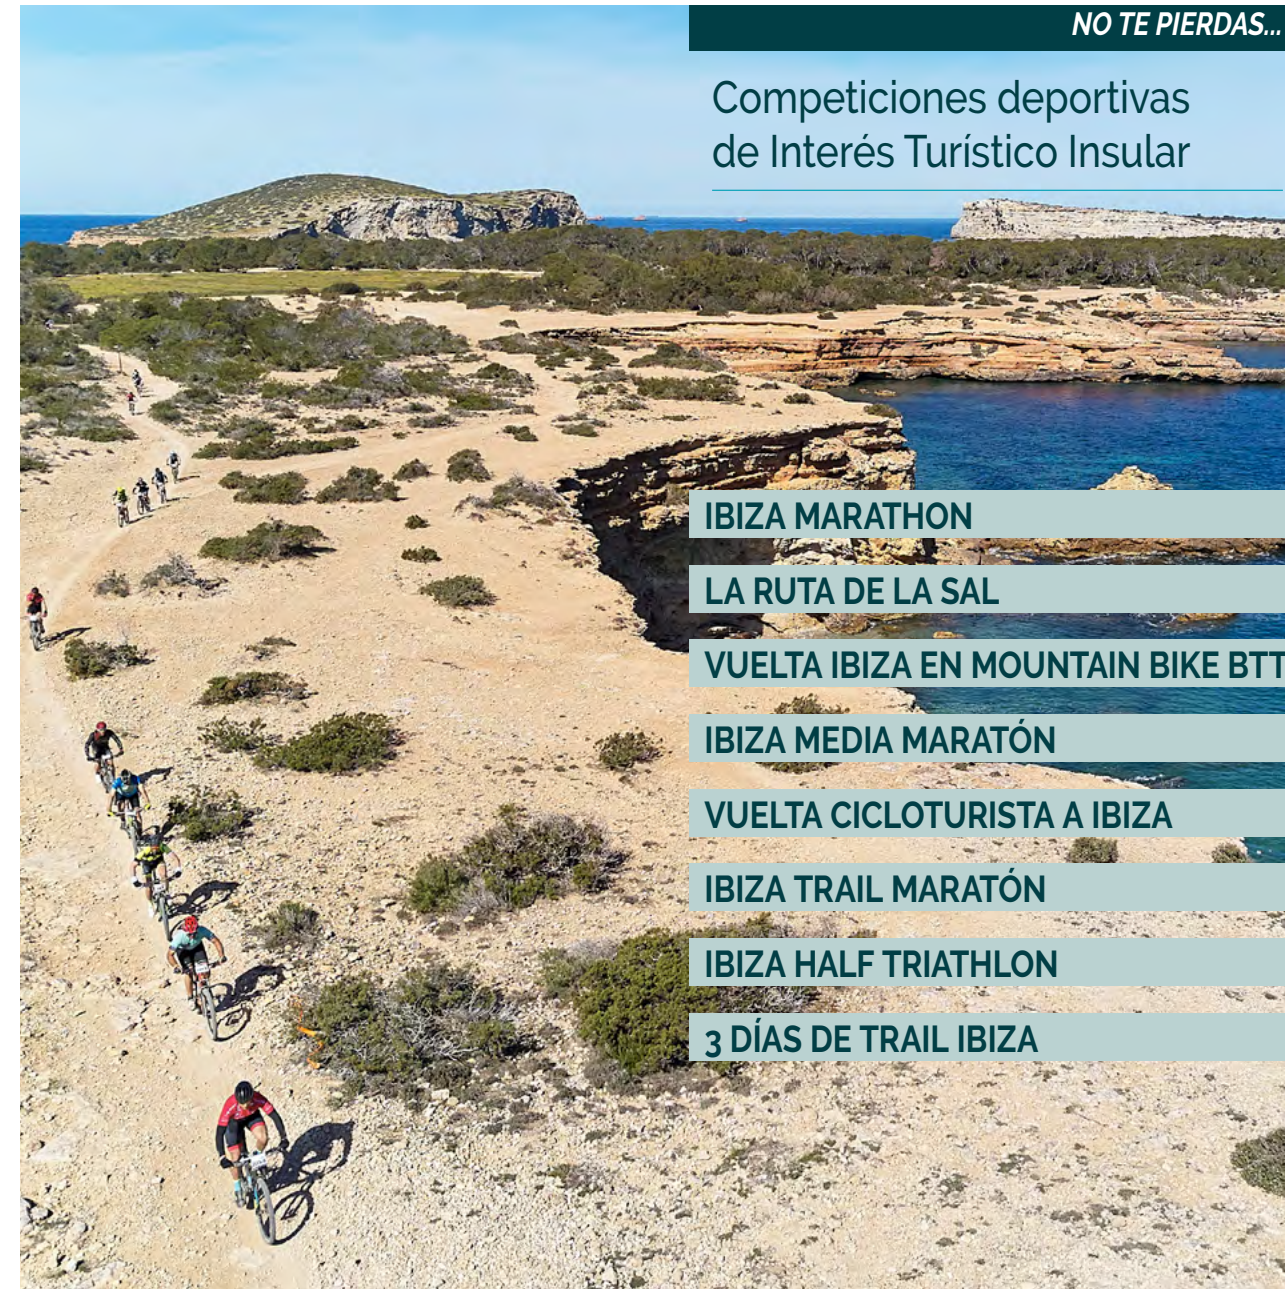 NO TE PIERDAS...
Competiciones deportivas
de Interés Turístico Insular
IBIZA MARATHON
LA RUTA DE LA SAL
VUELTA IBIZA EN MOUNTAIN BIKE BTT
IBIZA MEDIA MARATÓN
VUELTA CICLOTURISTA A IBIZA
IBIZA TRAIL MARATÓN
IBIZA HALF TRIATHLON
3 DÍAS DE TRAIL IBIZA